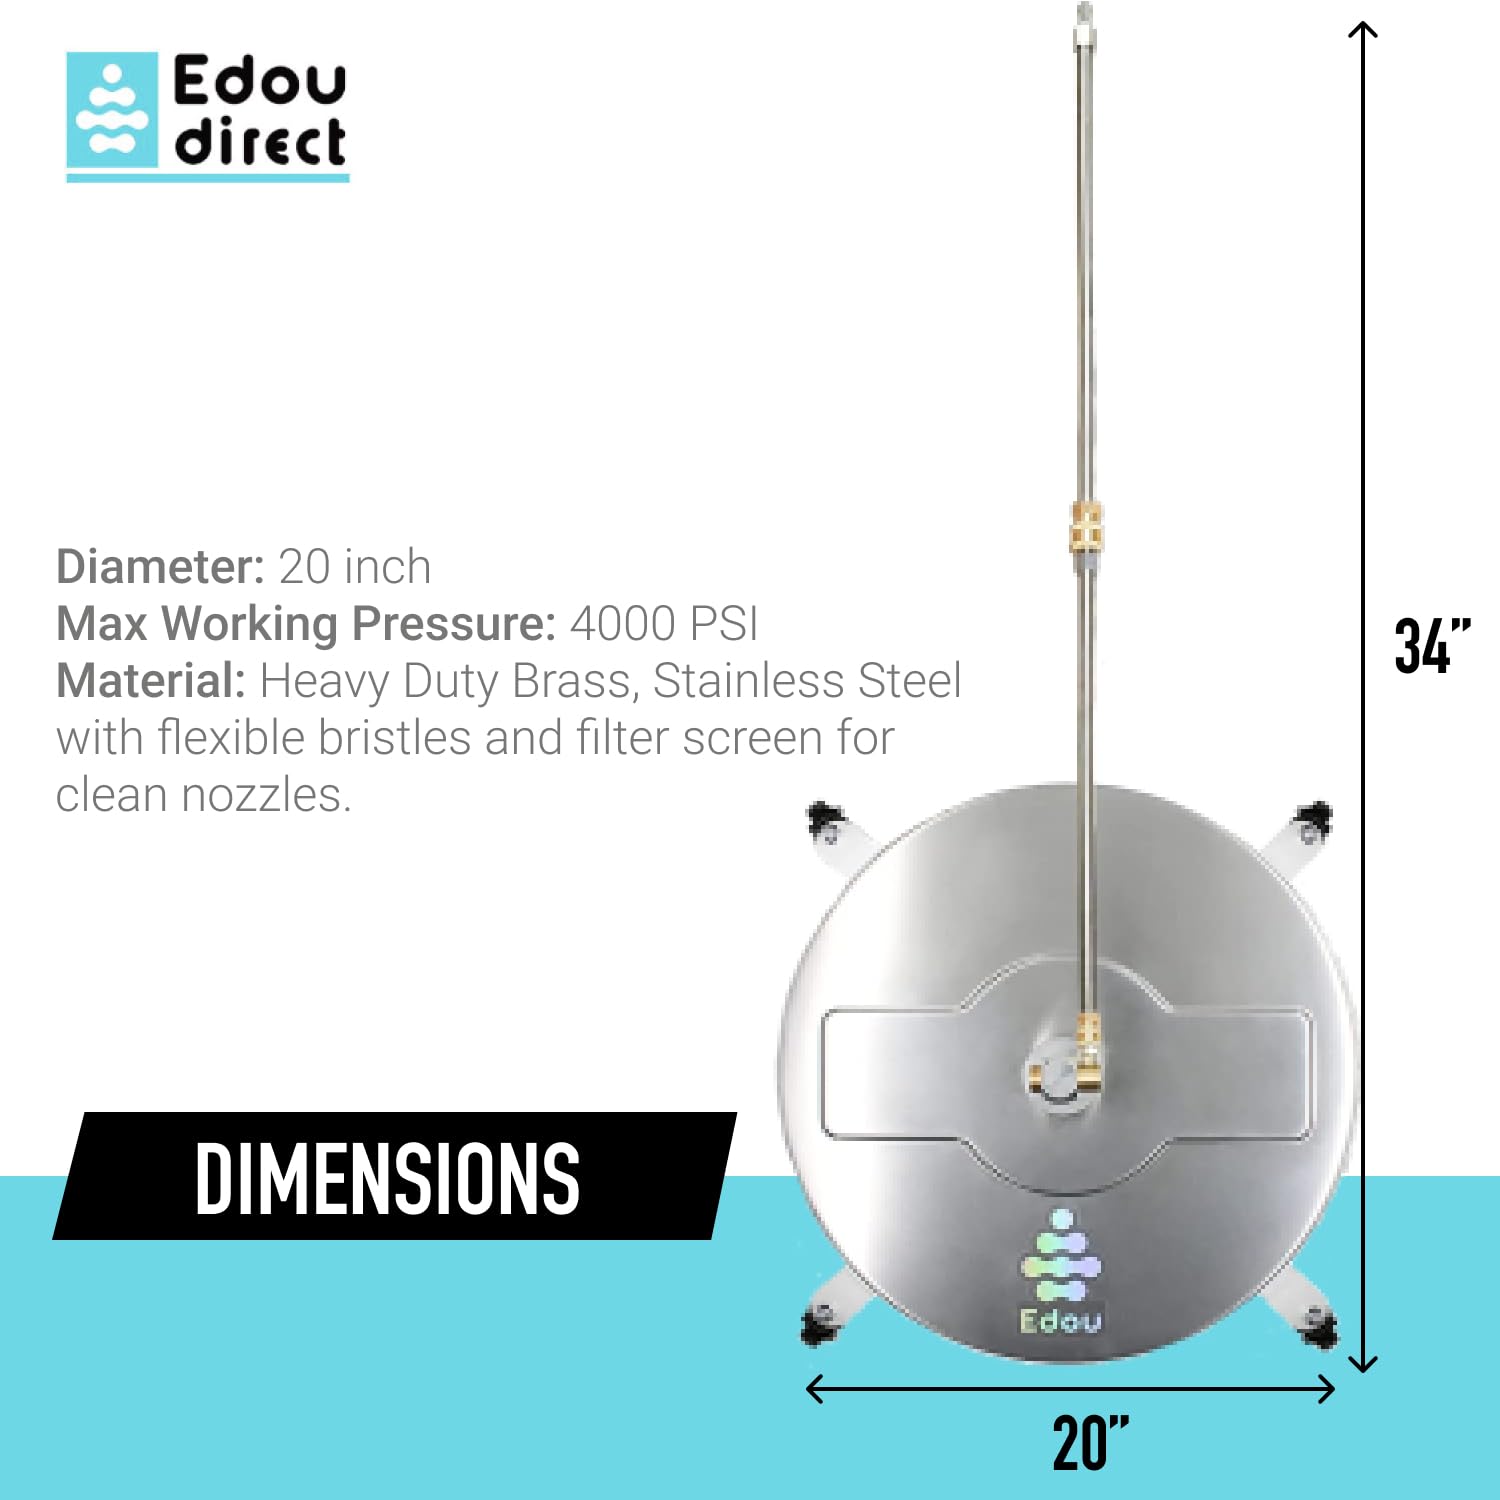 Edou
direct
34”
Diameter: 20 inch
Max Working Pressure: 4000 PSI
Material: Heavy Duty Brass, Stainless Steel
with flexible bristles and filter screen for
clean nozzles.
DIMENSIONS
Edou
20”